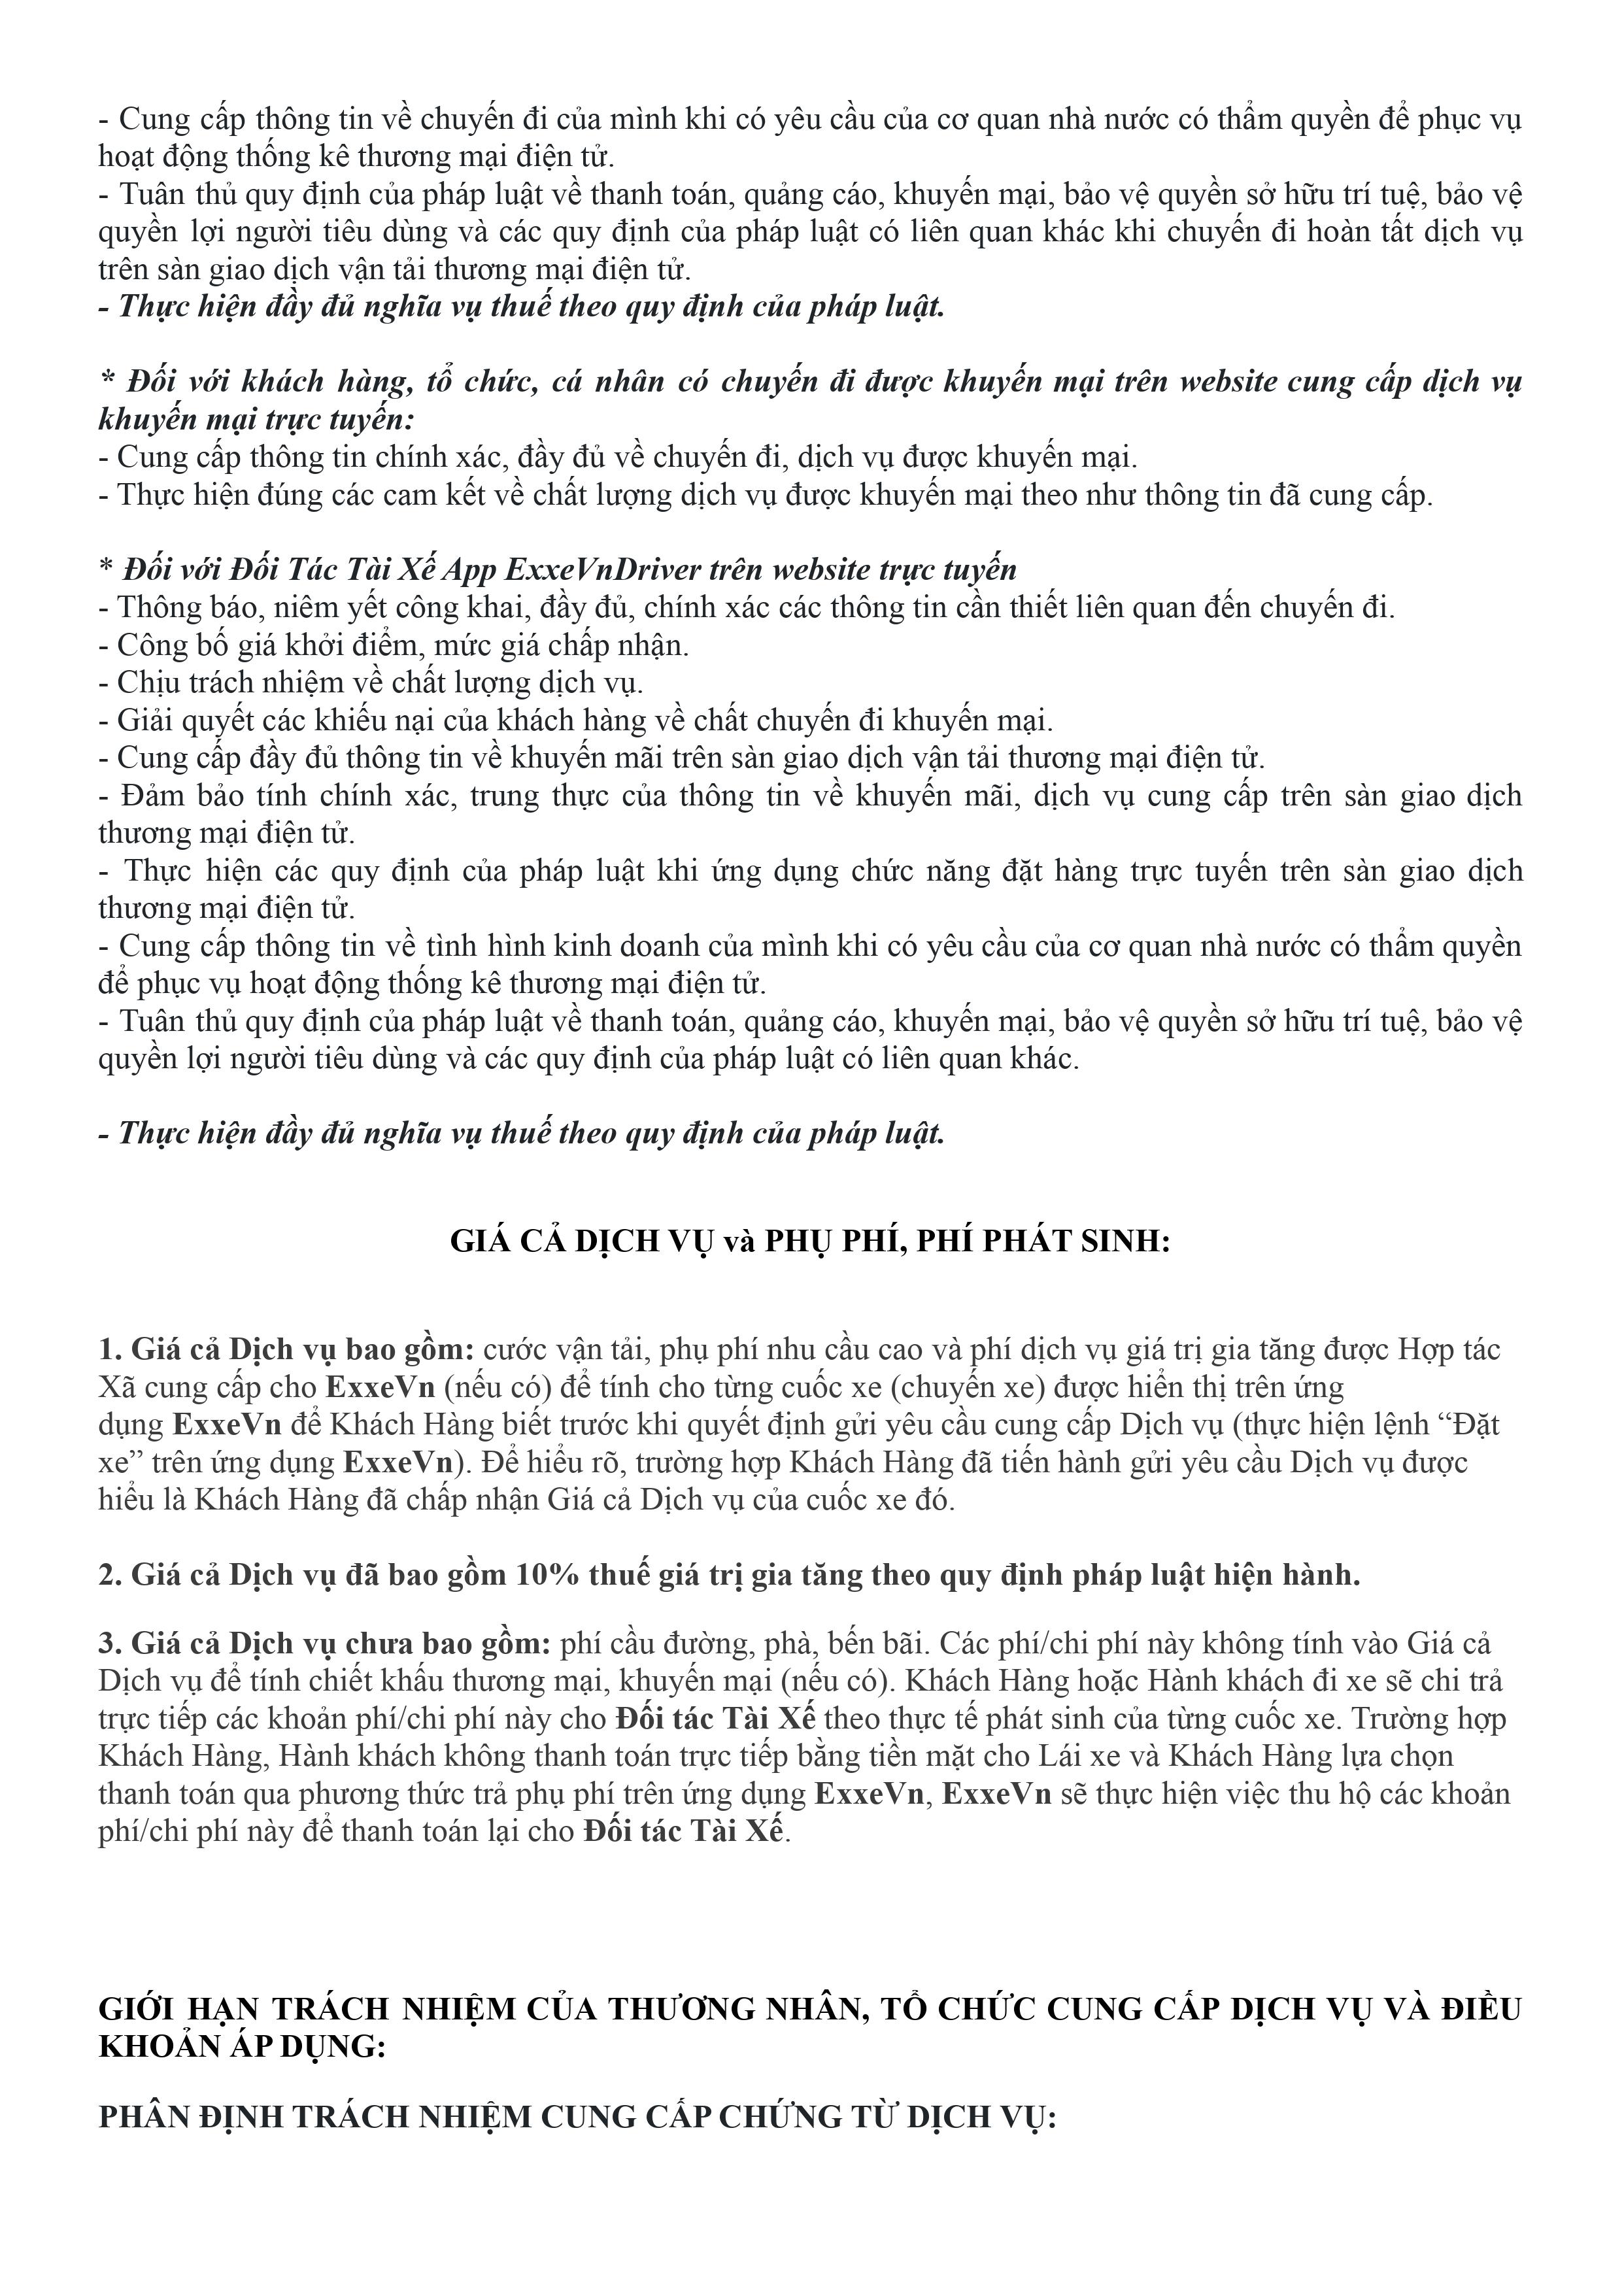 - Cung cấp thông tin về chuyến đi của mình khi có yêu cầu của cơ quan nhà nước có thẩm quyền để phục vụ
hoạt động thống kê thương mại điện tử.
- Tuân thủ quy định của pháp luật về thanh toán, quảng cáo, khuyến mại, bảo vệ quyền sở hữu trí tuệ, bảo vệ
quyền lợi người tiêu dùng và các quy định của pháp luật có liên quan khác khi chuyến đi hoàn tất dịch vụ
trên sàn giao dịch vận tải thương mại điện tử.
- Thực hiện đầy đủ nghĩa vụ thuế theo quy định của pháp luật.
* Đối với khách hàng, tổ chức, cá nhân có chuyến đi được khuyến mại trên website cung cấp dịch vụ
khuyến mại trực tuyến:
- Cung cấp thông tin chính xác, đầy đủ về chuyến đi, dịch vụ được khuyến mại.
- Thực hiện đúng các cam kết về chất lượng dịch vụ được khuyến mại theo như thông tin đã cung cấp.
* Đối với Đối Tác Tài Xế App ExxeVnDriver trên website trực tuyến
- Thông báo, niêm yết công khai, đầy đủ, chính xác các thông tin cần thiết liên quan đến chuyến đi.
- Công bố giá khởi điểm, mức giá chấp nhận.
- Chịu trách nhiệm về chất lượng dịch vụ.
- Giải quyết các khiếu nại của khách hàng về chất chuyến đi khuyến mại.
- Cung cấp đầy đủ thông tin về khuyến mãi trên sàn giao dịch vận tải thương mại điện tử.
- Đảm bảo tính chính xác, trung thực của thông tin về khuyến mãi, dịch vụ cung cấp trên sàn giao dịch
thương mại điện tử.
- Thực hiện các quy định của pháp luật khi ứng dụng chức năng đặt hàng trực tuyến trên sàn giao dịch
thương mại điện tử.
- Cung cấp thông tin về tình hình kinh doanh của mình khi có yêu cầu của cơ quan nhà nước có thẩm quyền
để phục vụ hoạt động thống kê thương mại điện tử.
- Tuân thủ quy định của pháp luật về thanh toán, quảng cáo, khuyến mại, bảo vệ quyền sở hữu trí tuệ, bảo vệ
quyền lợi người tiêu dùng và các quy định của pháp luật có liên quan khác.
- Thực hiện đầy đủ nghĩa vụ thuế theo quy định của pháp luật.
GIÁ CẢ DỊCH VỤ và PHỤ PHÍ, PHÍ PHÁT SINH:
1. Giá cả Dịch vụ bao gồm: cước vận tải, phụ phí nhu cầu cao và phí dịch vụ giá trị gia tăng được Hợp tác
Xã cung cấp cho ExxeVn (nếu có) để tính cho từng cuốc xe (chuyến xe) được hiển thị trên ứng
dụng ExxeVn để Khách Hàng biết trước khi quyết định gửi yêu cầu cung cấp Dịch vụ (thực hiện lệnh “Đặt
xe” trên ứng dụng ExxeVn). Để hiểu rõ, trường hợp Khách Hàng đã tiến hành gửi yêu cầu Dịch vụ được
hiểu là Khách Hàng đã chấp nhận Giá cả Dịch vụ của cuốc xe đó.
2. Giá cả Dịch vụ đã bao gồm 10% thuế giá trị gia tăng theo quy định pháp luật hiện hành.
3. Giá cả Dịch vụ chưa bao gồm: phí cầu đường, phà, bến bãi. Các phí/chi phí này không tính vào Giá cả
Dịch vụ để tính chiết khấu thương mại, khuyến mại (nếu có). Khách Hàng hoặc Hành khách đi xe sẽ chi trả
trực tiếp các khoản phí/chi phí này cho Đối tác Tài Xế theo thực tế phát sinh của từng cuốc xe. Trường hợp
Khách Hàng, Hành khách không thanh toán trực tiếp bằng tiền mặt cho Lái xe và Khách Hàng lựa chọn
thanh toán qua phương thức trả phụ phí trên ứng dụng ExxeVn, ExxeVn sẽ thực hiện việc thu hộ các khoản
phí/chi phí này để thanh toán lại cho Đối tác Tài Xế.
GIỚI HẠN TRÁCH NHIỆM CỦA THƯƠNG NHÂN, TỔ CHỨC CUNG CẤP DỊCH VỤ VÀ ĐIỀU
KHOẢN ÁP DỤNG:
PHÂN ĐỊNH TRÁCH NHIỆM CUNG CẤP CHỨNG TỪ DỊCH VỤ: